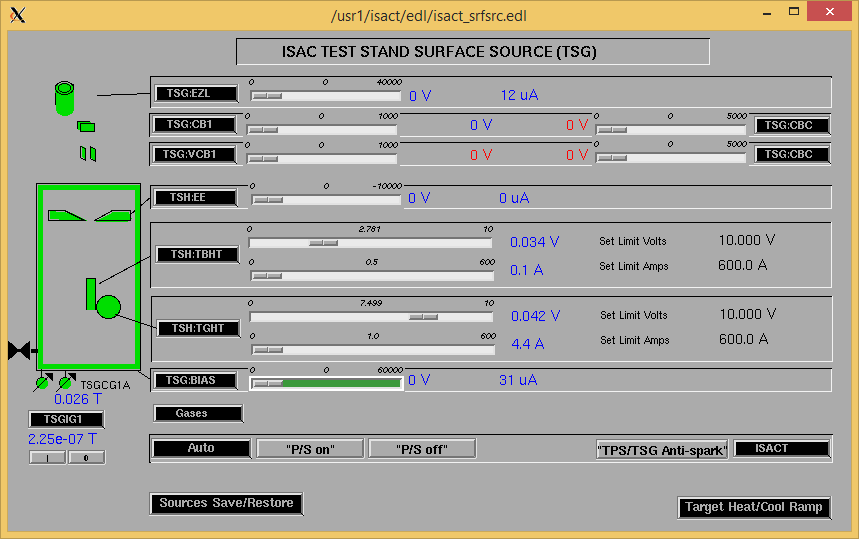 /usr1/isact/edl/isact_srfsrc.edl
ISAC TEST STAND SURFACE SOURCE (TSG)
TSG:EZL 0 0 40000 0 V 12 uA
TSG:CB1 0 0 1000 0 V 0 V 0 0 5000 TSG:CBC
TSG:VCB1 0 0 1000 0 V 0 V 0 0 5000 TSG:CBC
TSH:EE 0 0 -10000 0 V 0 uA
TSH:TBHT
0 2.781 10 0.034 V Set Limit Volts 10.000 V
0 0.5 600 0.1 A Set Limit Amps 600.0 A
TSH:TGHT
0 7.499 10 0.042 V Set Limit Volts 10.000 V
0 1.0 600 4.4 A Set Limit Amps 600.0 A
TSG:BIAS 0 0 60000 0 V 31 uA
TSGCG1A
0.026 T
TSGIG1
2.25e-07 T
I 0
Gases
Auto "P/S on" "P/S off" "TPS/TSG Anti-spark" ISACT
Sources Save/Restore
Target Heat/Cool Ramp